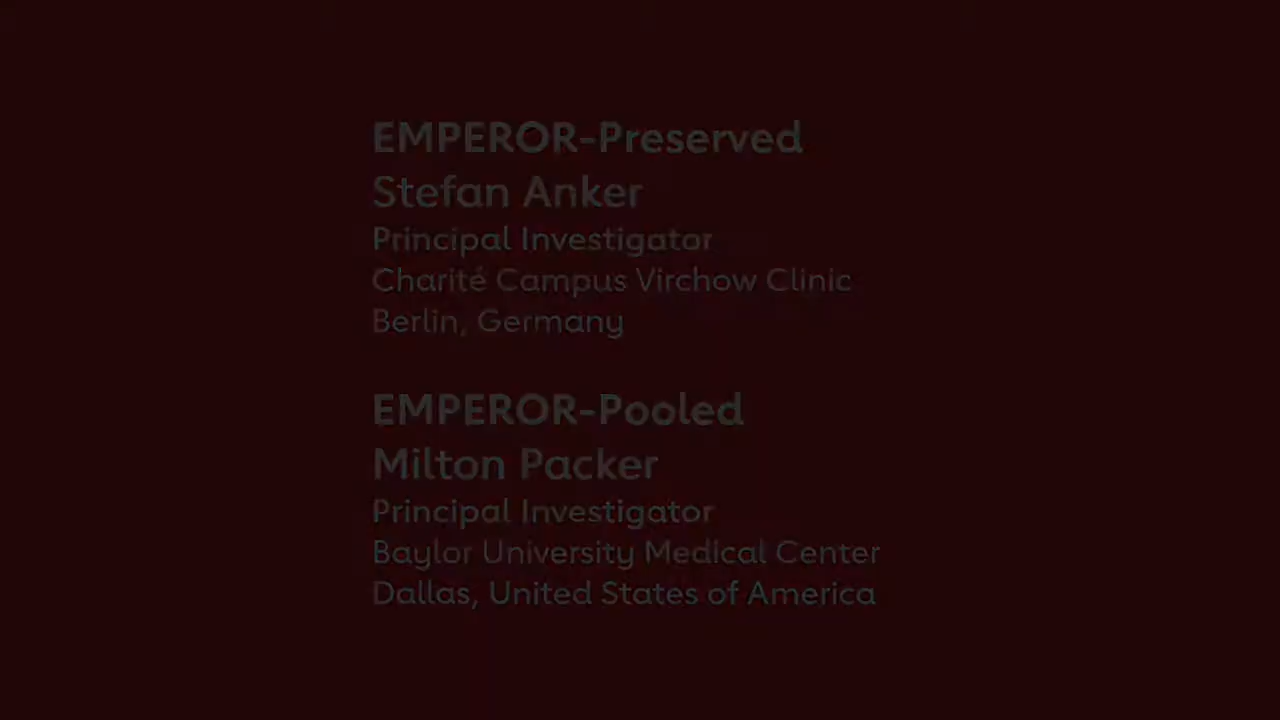 EMPEROR-Preserved
Stefan Anker
Principal Investigator
Charité Campus Virchow Clinic
Berlin, Germany
EMPEROR-Pooled
Milton Packer
Principal Investigator
Baylor University Medical Center
Dallas, United States of America